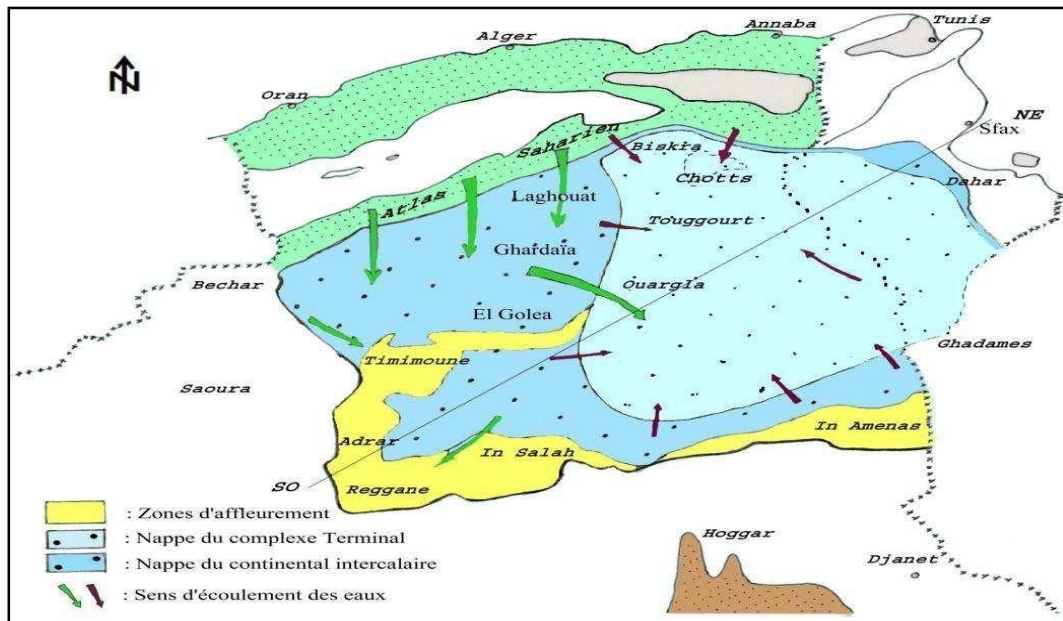 Annaba
Tunis
Alger
N
Oran
NE
Sfax
Saharien
Biskra
Chotts
Dahar
Atlas
Laghouat
Touggourt
Ghardaïa
Bechar
Ouargla
El Golea
Ghadames
Timimoune
Saoura
In Amenas
Adrar
In Salah
SO
Reggane
: Zones d'affleurement
: Nappe du complexe Terminal
: Nappe du continental intercalaire
: Sens d'écoulement des eaux
Hoggar
Djanet